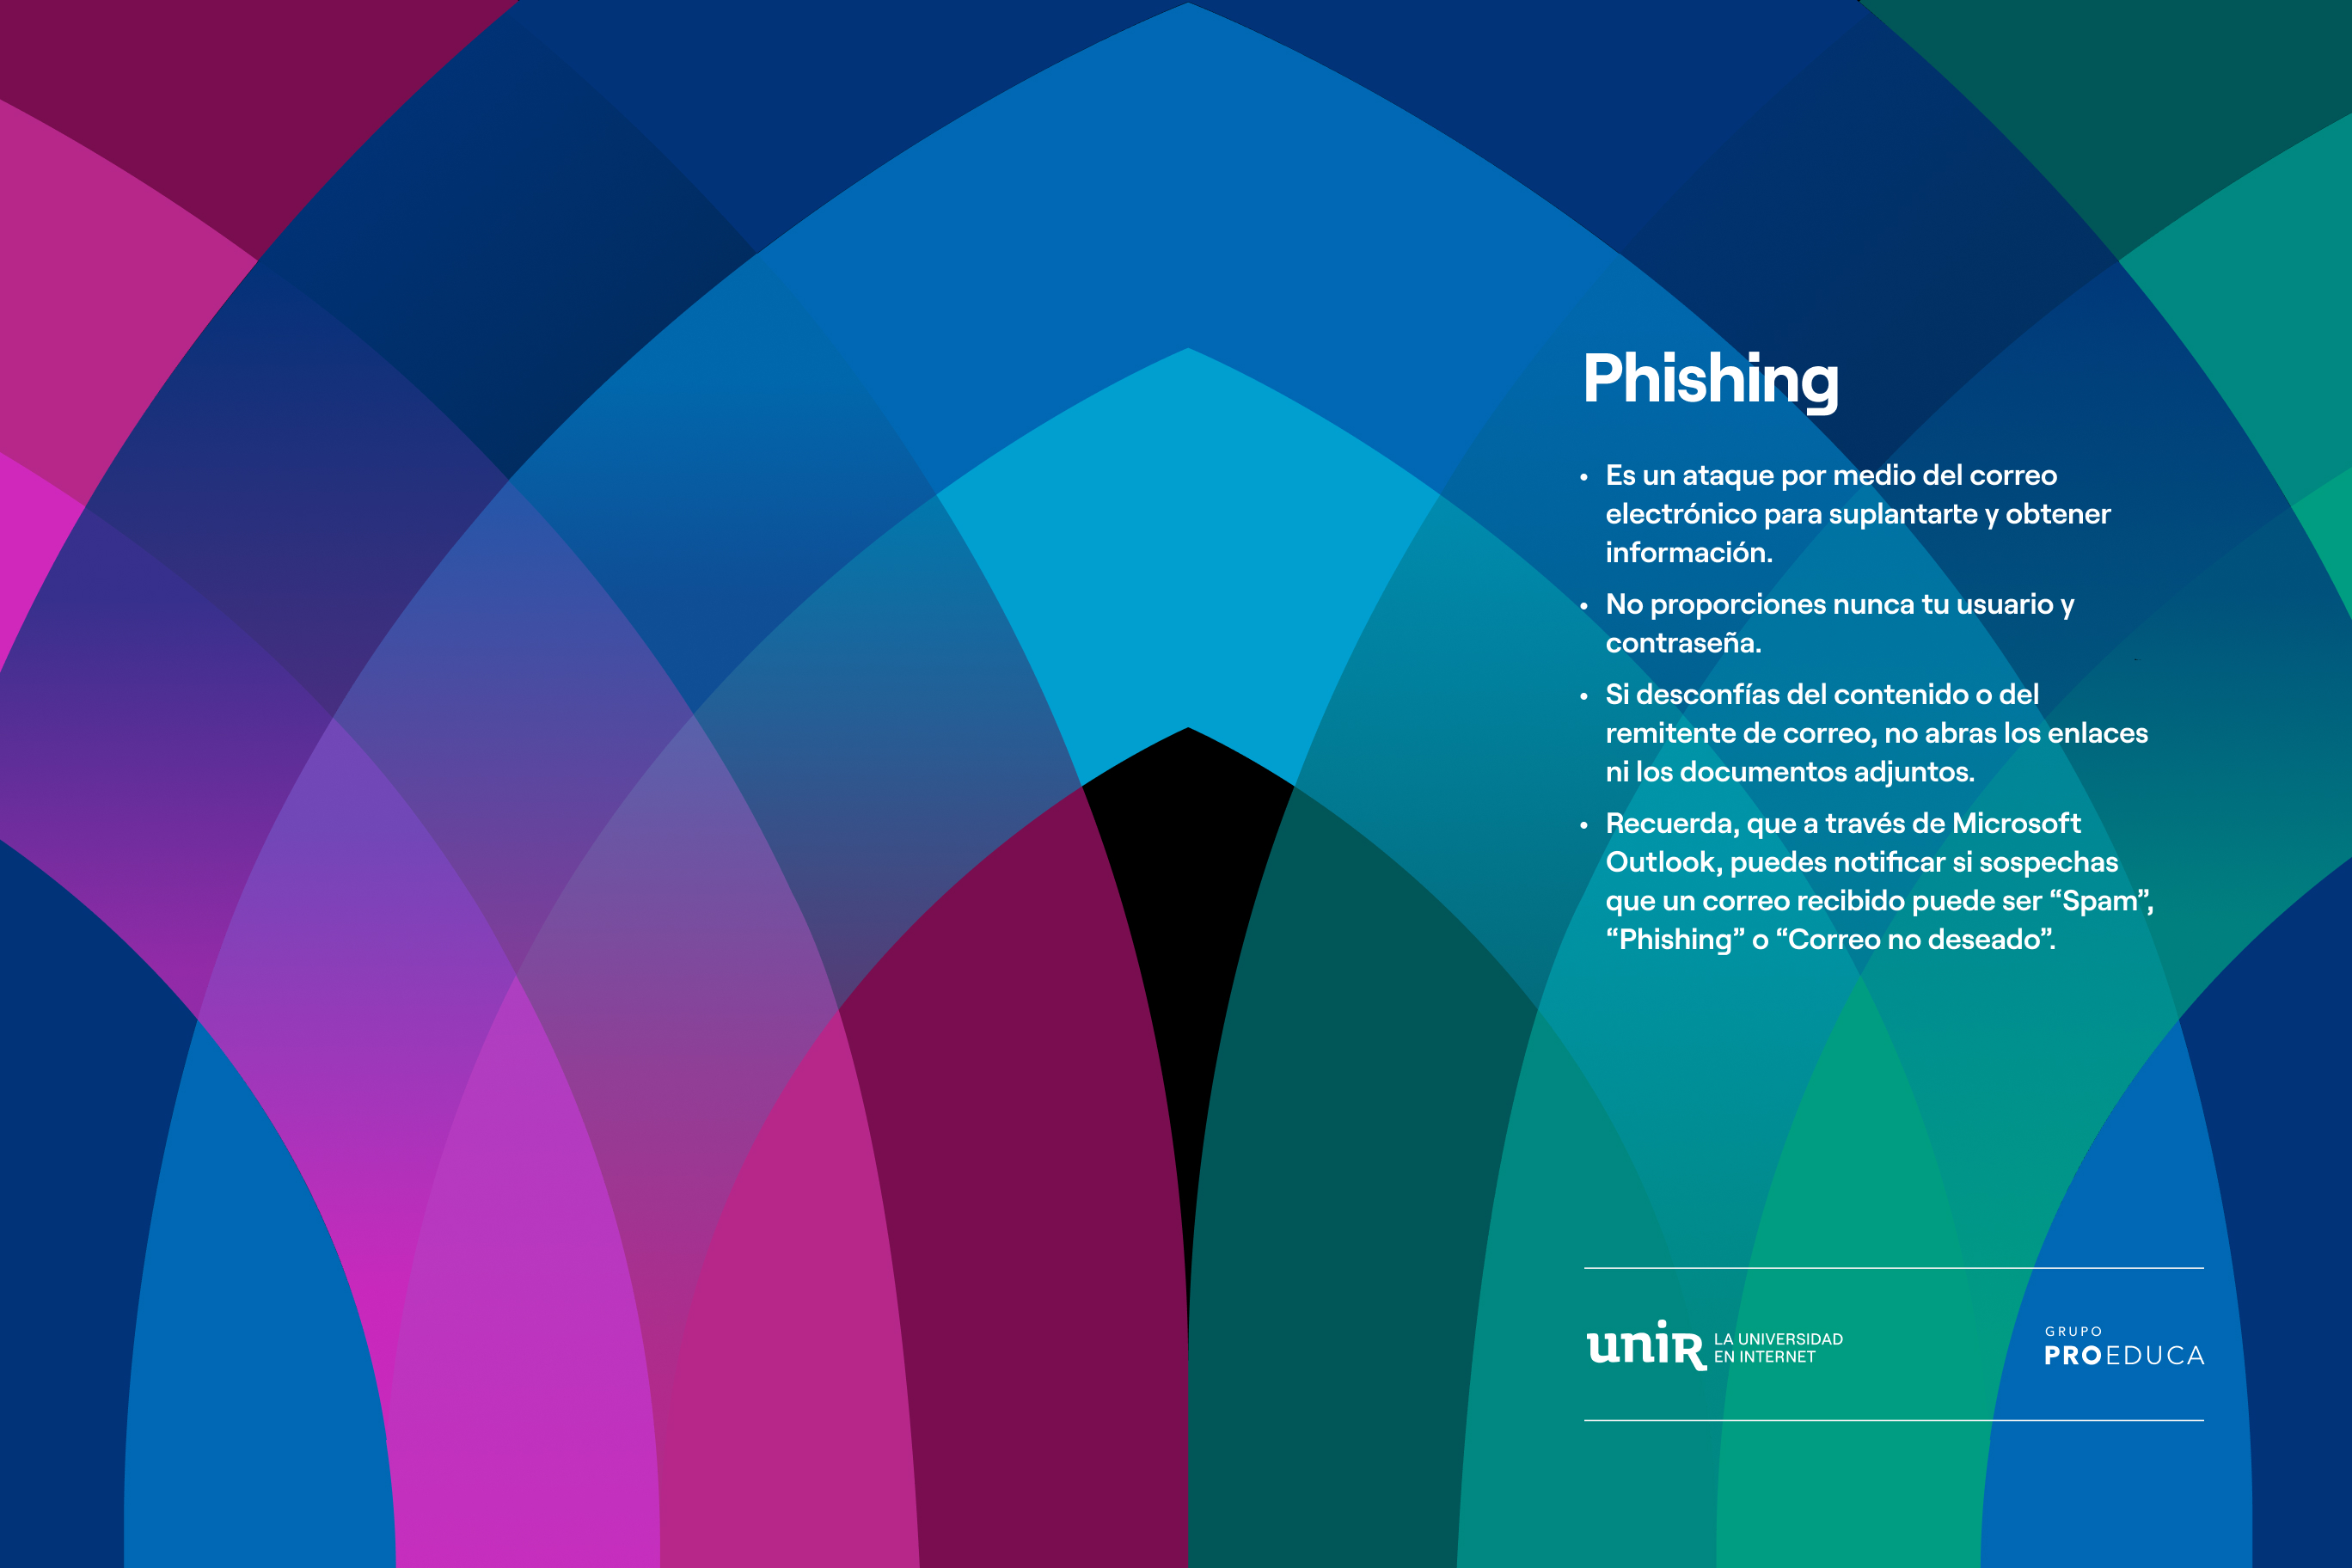 Phishing
• Es un ataque por medio del correo
electrónico para suplantarte y obtener
información.
• No proporciones nunca tu usuario y
contraseña.
• Si desconfías del contenido o del
remitente de correo, no abras los enlaces
ni los documentos adjuntos.
• Recuerda, que a través de Microsoft
Outlook, puedes notificar si sospechas
que un correo recibido puede ser “Spam”,
“Phishing” o “Correo no deseado”.
unir LA UNIVERSIDAD
EN INTERNET
GRUPO
PROEDUCA